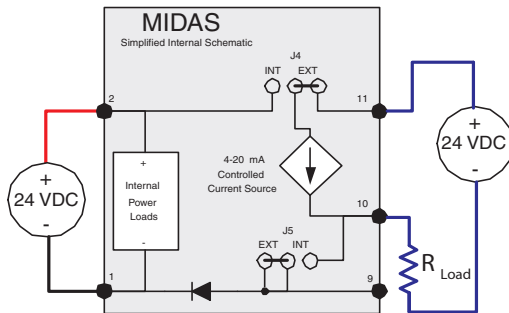 MIDAS
Simplified Internal Schematic
J4
INT EXT
2
11
+
24 VDC
-
+
Internal
Power
Loads
-
4-20 mA
Controlled
Current Source
+
24 VDC
-
10
J5
EXT INT
R Load
1
9